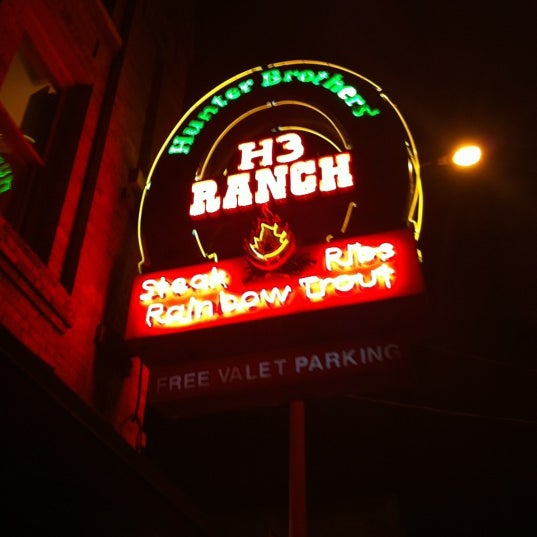 Hunter Brothers'
H3
RANCH
Steak Ribs
Rainbow Trout
FREE VALET PARKING